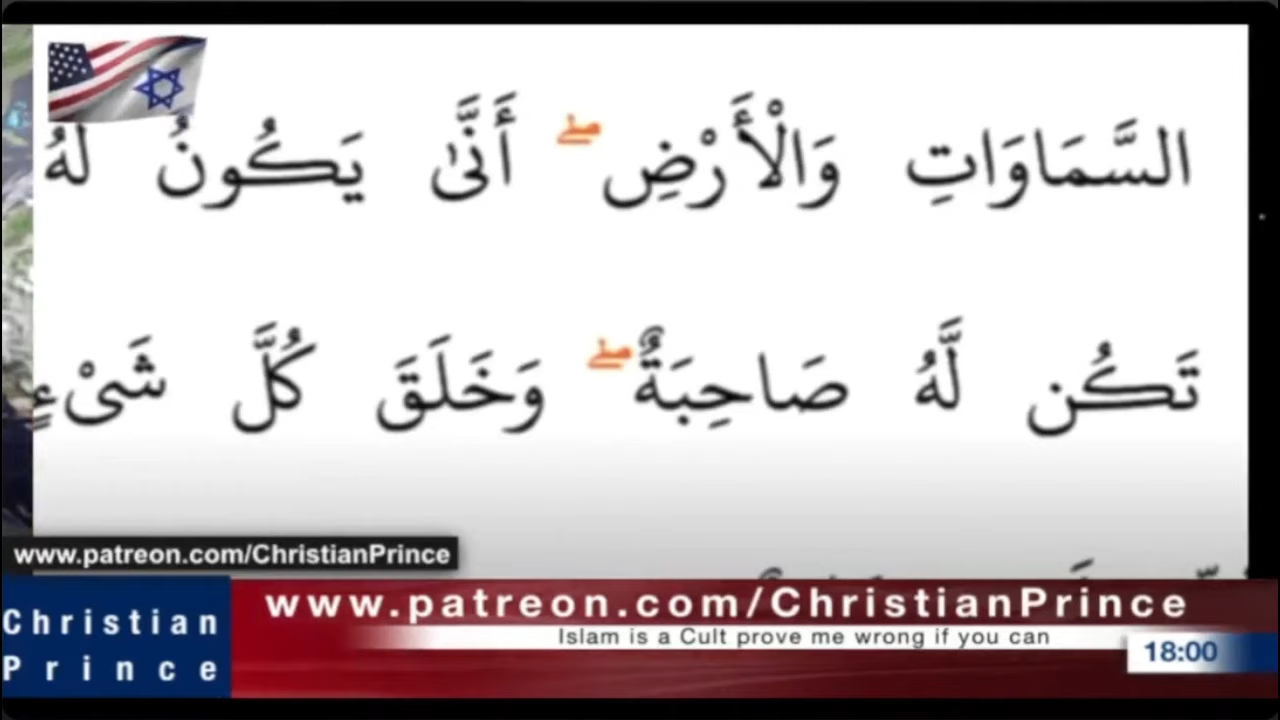 السَّمَاوَاتِ وَالْأَرْضِ ۖ أَنَّىٰ يَكُونُ لَهُ
تَكُن لَّهُ صَاحِبَةٌ ۖ وَخَلَقَ كُلَّ شَيْءٍ
www.patreon.com/ChristianPrince
Christian
Prince
www.patreon.com/ChristianPrince
Islam is a Cult prove me wrong if you can
18:00